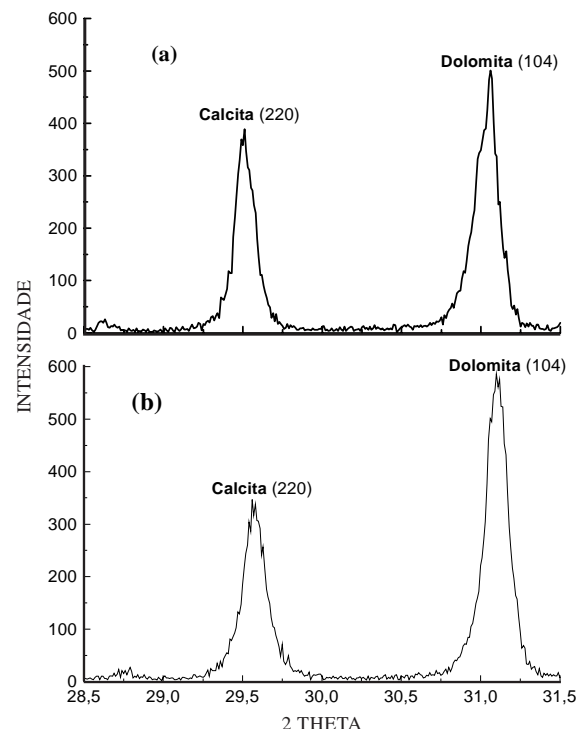 (a)
Dolomita (104)
Calcita (220)
600
500
400
300
200
100
0
INTENSIDADE
(b)
Dolomita (104)
Calcita (220)
600
500
400
300
200
100
0
28,5 29,0 29,5 30,0 30,5 31,0 31,5
2 THETA